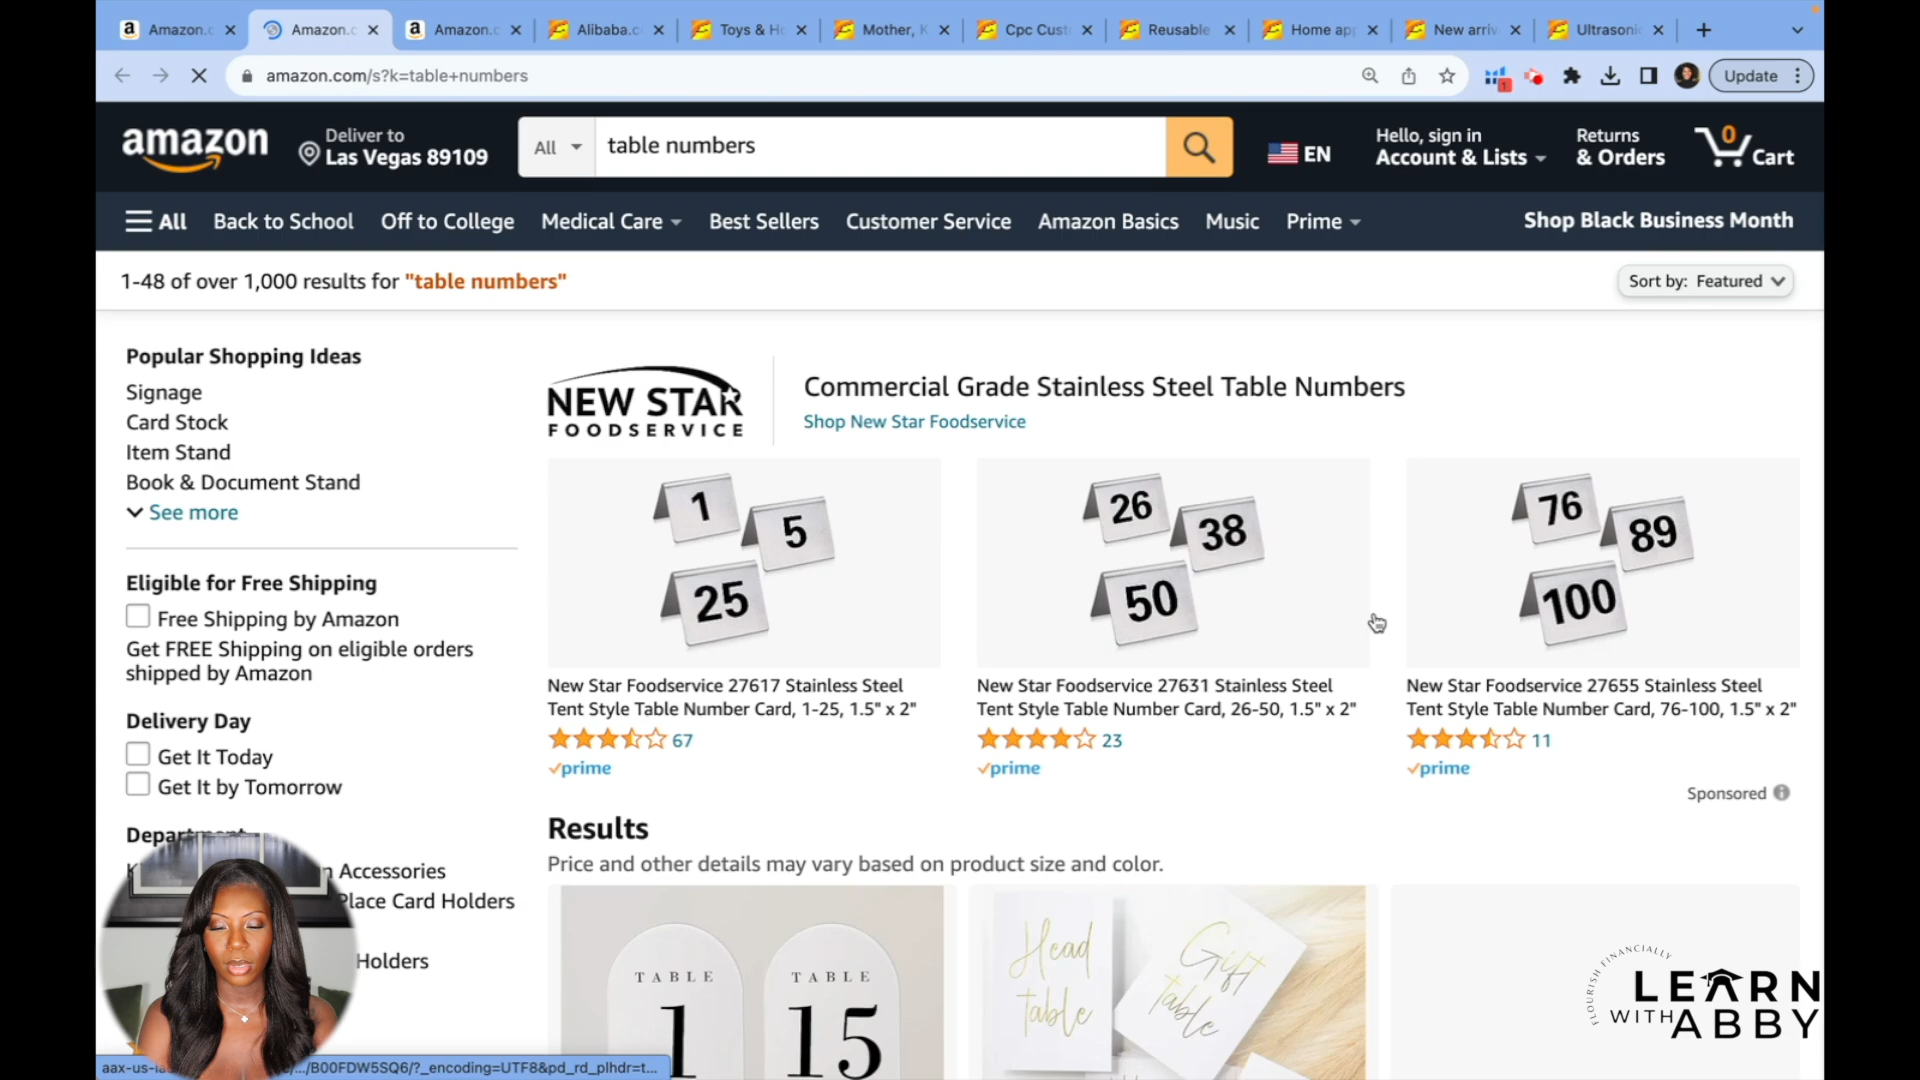 Amazon.c
Amazon.c
Amazon.c
Alibaba.c
Toys & Ho
Mother, K
Cpc Cust
Reusable
Home app
New arriv
Ultrasoni
amazon.com/s?k=table+numbers
1
Update
amazon
Deliver to
Las Vegas 89109
All
table numbers
EN
Hello, sign in
Account & Lists
Returns
& Orders
0
Cart
All
Back to School
Off to College
Medical Care
Best Sellers
Customer Service
Amazon Basics
Music
Prime
Shop Black Business Month
1-48 of over 1,000 results for "table numbers"
Sort by: Featured
Popular Shopping Ideas
Signage
Card Stock
Item Stand
Book & Document Stand
See more
Eligible for Free Shipping
Free Shipping by Amazon
Get FREE Shipping on eligible orders
shipped by Amazon
Delivery Day
Get It Today
Get It by Tomorrow
Department
Accessories
Place Card Holders
Holders
NEW STAR
FOODSERVICE
Commercial Grade Stainless Steel Table Numbers
Shop New Star Foodservice
1
5
25
26
38
50
76
89
100
New Star Foodservice 27617 Stainless Steel
Tent Style Table Number Card, 1-25, 1.5" x 2"
67
prime
New Star Foodservice 27631 Stainless Steel
Tent Style Table Number Card, 26-50, 1.5" x 2"
23
prime
New Star Foodservice 27655 Stainless Steel
Tent Style Table Number Card, 76-100, 1.5" x 2"
11
prime
Sponsored
Results
Price and other details may vary based on product size and color.
TABLE
1
TABLE
15
Head
table
Gift
table
FLOURISH FINANCIALLY
LEARN
WITH ABBY
/B00FDW5SQ6/?_encoding=UTF8&pd_rd_plhdr=t...